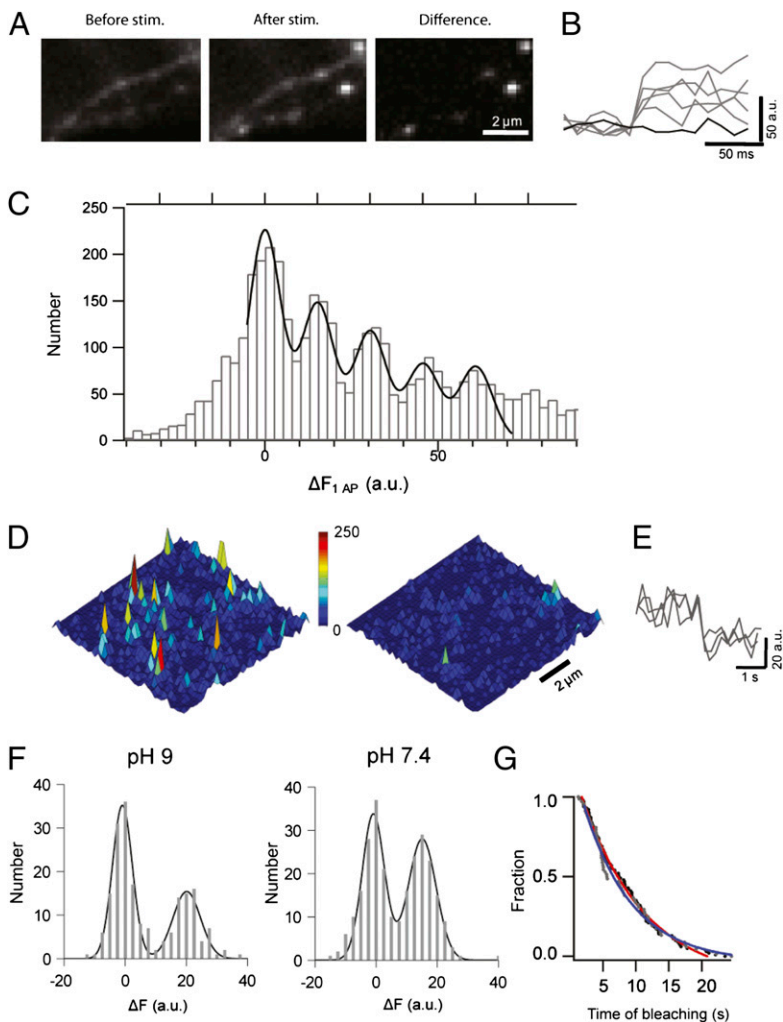 A
Before stim.
After stim.
Difference.
2 µm
B
50 a.u.
50 ms
C
250
200
150
100
50
0
Number
0
50
ΔF1 AP (a.u.)
D
250
0
2 µm
E
20 a.u.
1 s
F
pH 9
40
30
20
10
0
Number
-20
0
20
40
ΔF (a.u.)
pH 7.4
40
30
20
10
0
Number
-20
0
20
40
ΔF (a.u.)
G
1.0
0.5
0.0
Fraction
5
10
15
20
Time of bleaching (s)